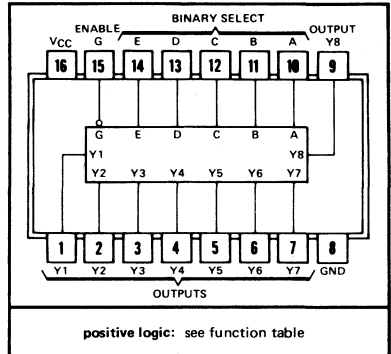 BINARY SELECT
ENABLE OUTPUT
VCC G E D C B A Y8
16 15 14 13 12 11 10 9
G E D C B A
Y1 Y8
Y2 Y3 Y4 Y5 Y6 Y7
1 2 3 4 5 6 7 8
Y1 Y2 Y3 Y4 Y5 Y6 Y7 GND
OUTPUTS
positive logic: see function table